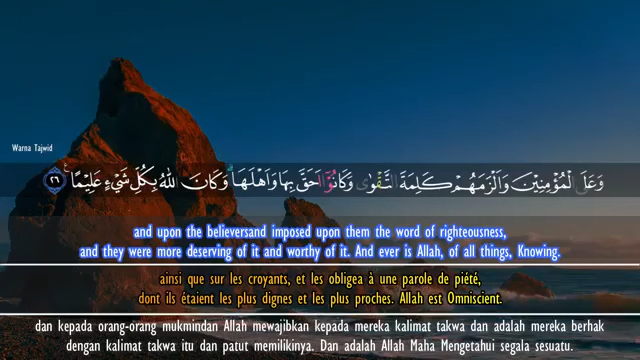 Warna Tajwid
وَعَلَى الْمُؤْمِنِيْنَ وَاَلْزَمَهُمْ كَلِمَةَ التَّقْوٰى وَكَانُوْٓا اَحَقَّ بِهَا وَاَهْلَهَا ۗوَكَانَ اللّٰهُ بِكُلِّ شَيْءٍ عَلِيْمًا ࣖ ٢٦
and upon the believersand imposed upon them the word of righteousness,
and they were more deserving of it and worthy of it. And ever is Allah, of all things, Knowing.
ainsi que sur les croyants, et les obligea à une parole de piété,
dont ils étaient les plus dignes et les plus proches. Allah est Omniscient.
dan kepada orang-orang mukmindan Allah mewajibkan kepada mereka kalimat takwa dan adalah mereka berhak
dengan kalimat takwa itu dan patut memilikinya. Dan adalah Allah Maha Mengetahui segala sesuatu.